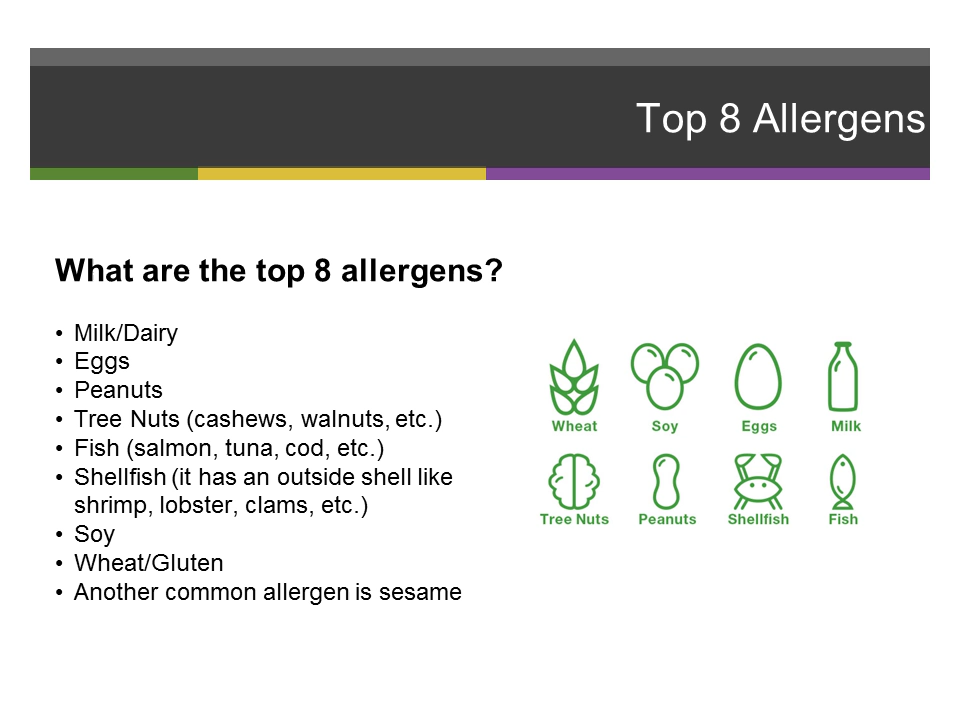 Top 8 Allergens
What are the top 8 allergens?
• Milk/Dairy
• Eggs
• Peanuts
• Tree Nuts (cashews, walnuts, etc.)
• Fish (salmon, tuna, cod, etc.)
• Shellfish (it has an outside shell like
shrimp, lobster, clams, etc.)
• Soy
• Wheat/Gluten
• Another common allergen is sesame
Wheat Soy Eggs Milk
Tree Nuts Peanuts Shellfish Fish